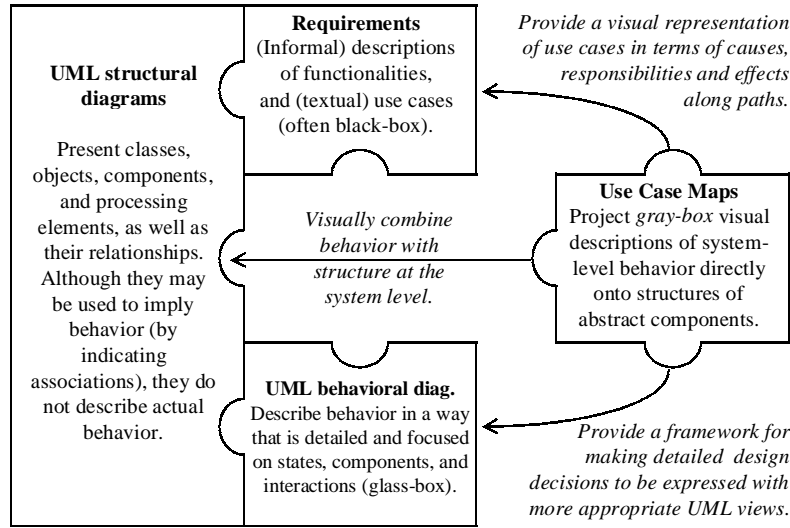 UML structural
diagrams
Present classes,
objects, components,
and processing
elements, as well as
their relationships.
Although they may
be used to imply
behavior (by
indicating
associations), they do
not describe actual
behavior.
Requirements
(Informal) descriptions
of functionalities,
and (textual) use cases
(often black-box).
Provide a visual representation
of use cases in terms of causes,
responsibilities and effects
along paths.
Visually combine
behavior with
structure at the
system level.
Use Case Maps
Project gray-box visual
descriptions of system-
level behavior directly
onto structures of
abstract components.
UML behavioral diag.
Describe behavior in a way
that is detailed and focused
on states, components, and
interactions (glass-box).
Provide a framework for
making detailed design
decisions to be expressed with
more appropriate UML views.